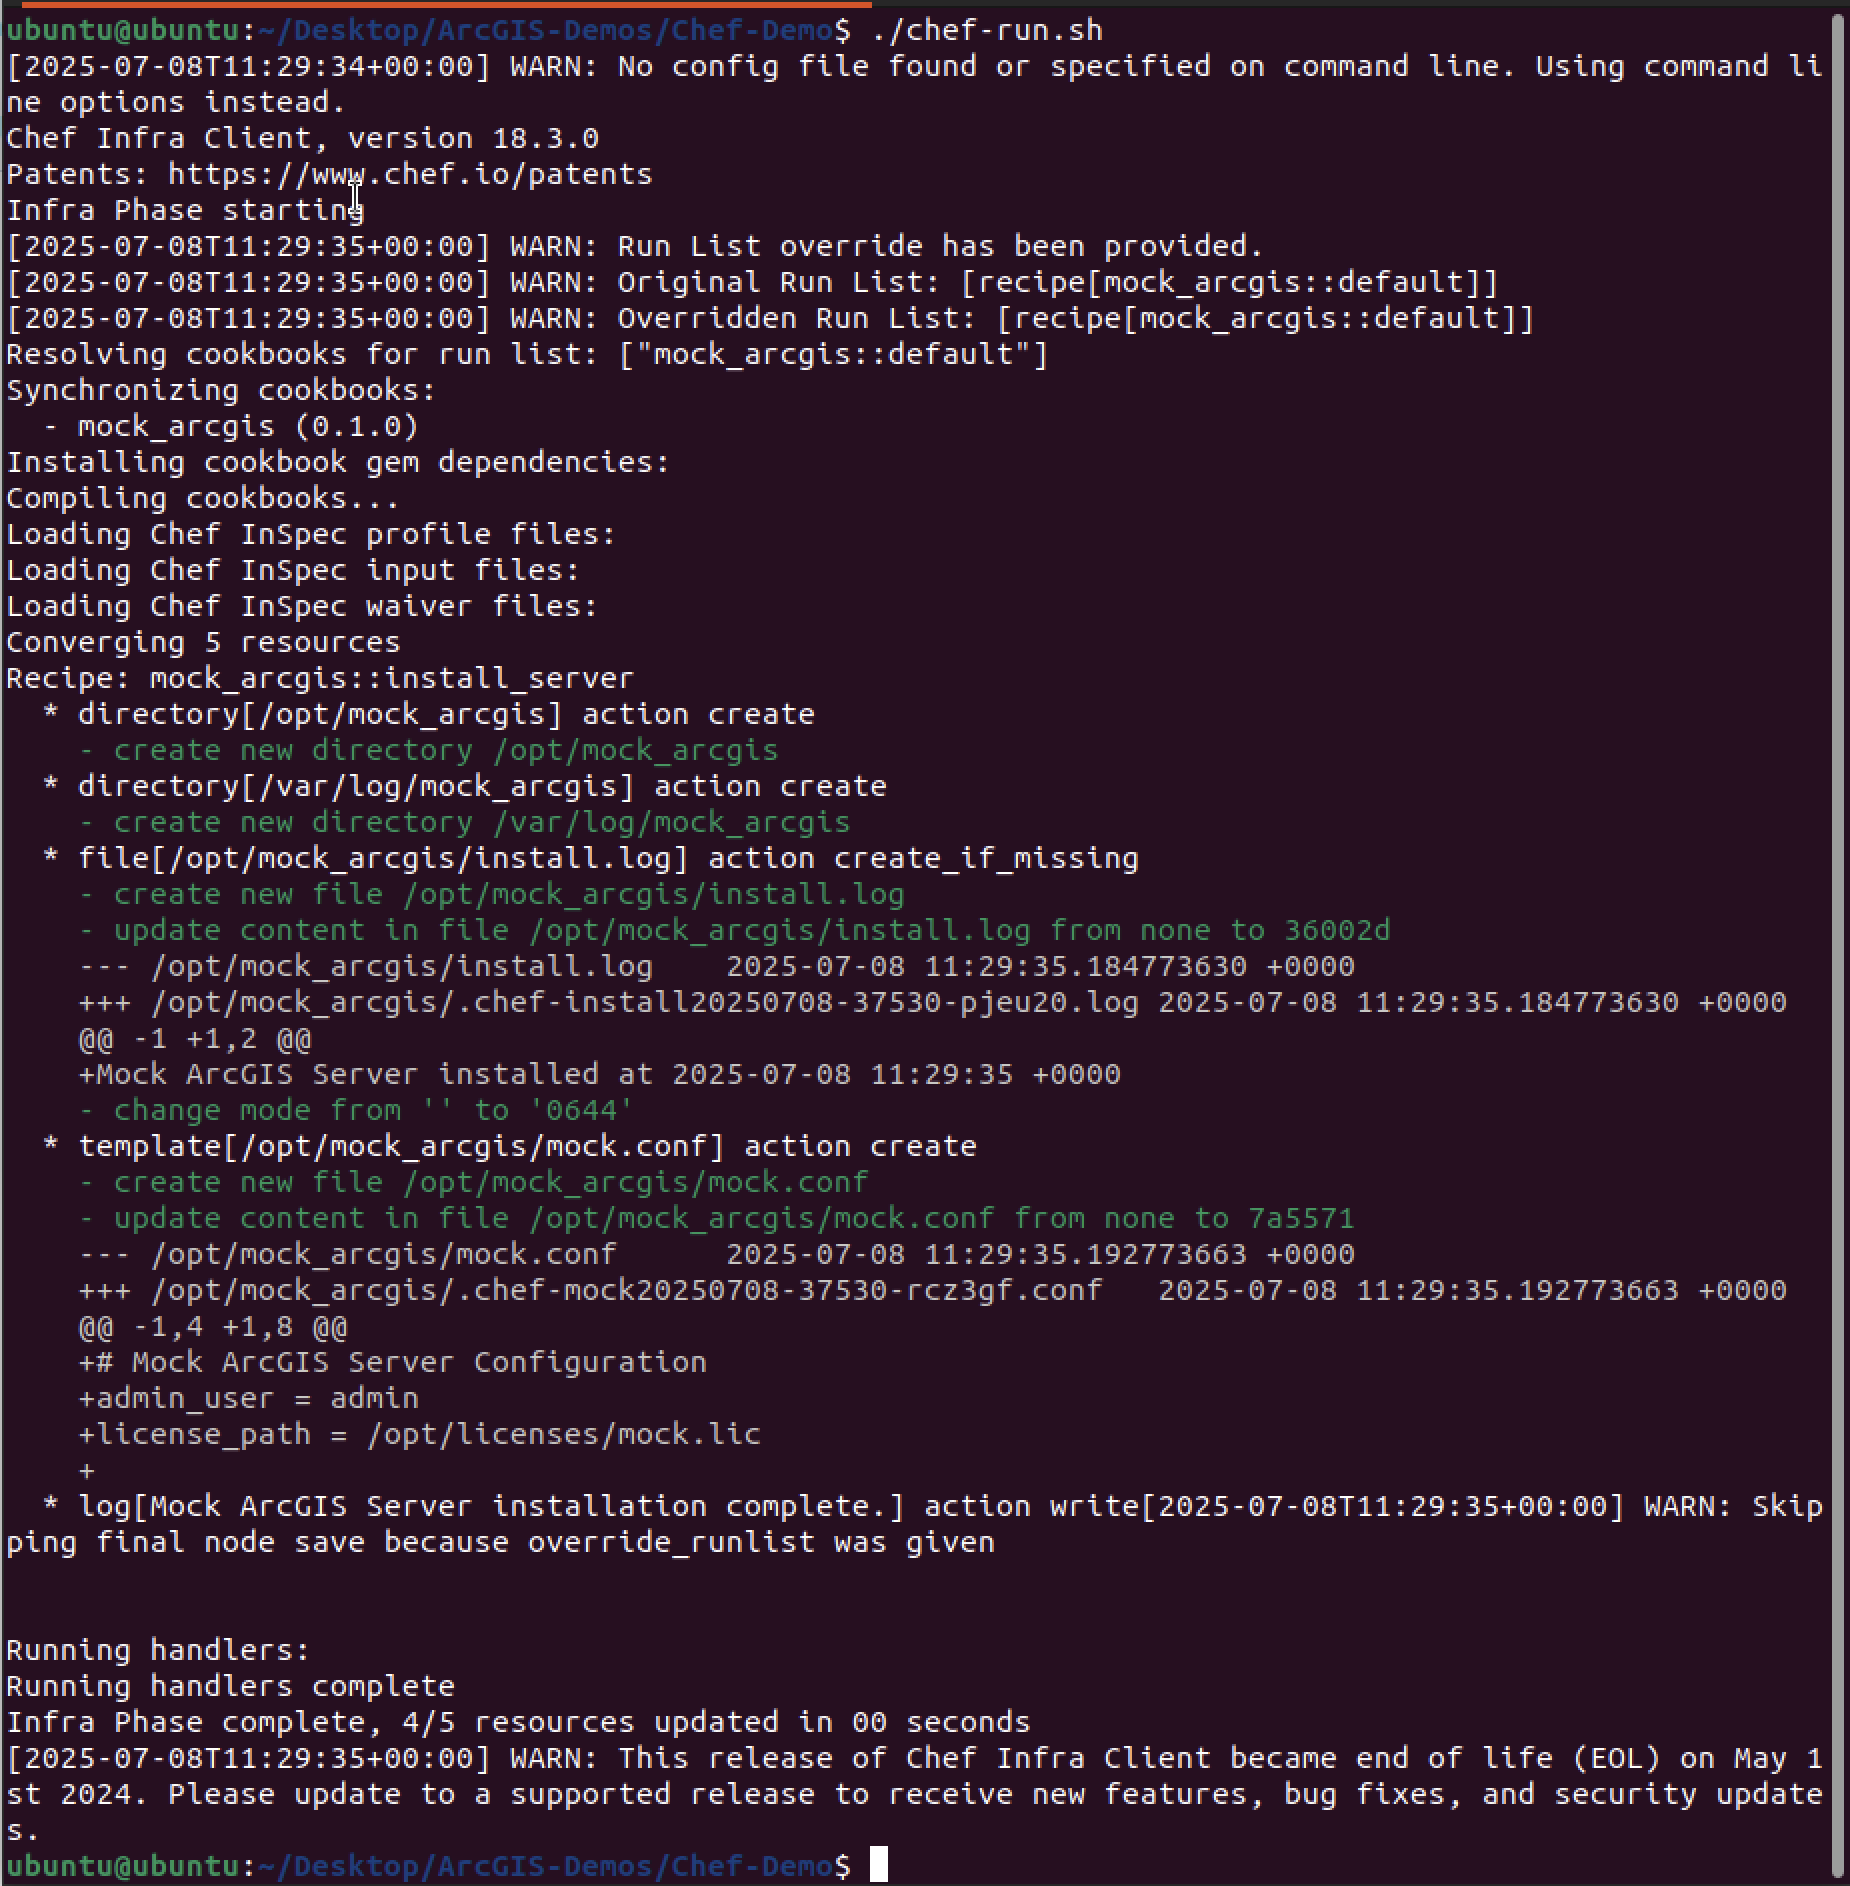 ubuntu@ubuntu:~/Desktop/ArcGIS-Demos/Chef-Demo$ ./chef-run.sh
[2025-07-08T11:29:34+00:00] WARN: No config file found or specified on command line. Using command li
ne options instead.
Chef Infra Client, version 18.3.0
Patents: https://www.chef.io/patents
Infra Phase starting
[2025-07-08T11:29:35+00:00] WARN: Run List override has been provided.
[2025-07-08T11:29:35+00:00] WARN: Original Run List: [recipe[mock_arcgis::default]]
[2025-07-08T11:29:35+00:00] WARN: Overridden Run List: [recipe[mock_arcgis::default]]
Resolving cookbooks for run list: ["mock_arcgis::default"]
Synchronizing cookbooks:
  - mock_arcgis (0.1.0)
Installing cookbook gem dependencies:
Compiling cookbooks...
Loading Chef InSpec profile files:
Loading Chef InSpec input files:
Loading Chef InSpec waiver files:
Converging 5 resources
Recipe: mock_arcgis::install_server
  * directory[/opt/mock_arcgis] action create
    - create new directory /opt/mock_arcgis
  * directory[/var/log/mock_arcgis] action create
    - create new directory /var/log/mock_arcgis
  * file[/opt/mock_arcgis/install.log] action create_if_missing
    - create new file /opt/mock_arcgis/install.log
    - update content in file /opt/mock_arcgis/install.log from none to 36002d
    --- /opt/mock_arcgis/install.log    2025-07-08 11:29:35.184773630 +0000
    +++ /opt/mock_arcgis/.chef-install20250708-37530-pjeu20.log 2025-07-08 11:29:35.184773630 +0000
    @@ -1 +1,2 @@
    +Mock ArcGIS Server installed at 2025-07-08 11:29:35 +0000
    - change mode from '' to '0644'
  * template[/opt/mock_arcgis/mock.conf] action create
    - create new file /opt/mock_arcgis/mock.conf
    - update content in file /opt/mock_arcgis/mock.conf from none to 7a5571
    --- /opt/mock_arcgis/mock.conf      2025-07-08 11:29:35.192773663 +0000
    +++ /opt/mock_arcgis/.chef-mock20250708-37530-rcz3gf.conf   2025-07-08 11:29:35.192773663 +0000
    @@ -1,4 +1,8 @@
    +# Mock ArcGIS Server Configuration
    +admin_user = admin
    +license_path = /opt/licenses/mock.lic
    +
  * log[Mock ArcGIS Server installation complete.] action write[2025-07-08T11:29:35+00:00] WARN: Skip
ping final node save because override_runlist was given
Running handlers:
Running handlers complete
Infra Phase complete, 4/5 resources updated in 00 seconds
[2025-07-08T11:29:35+00:00] WARN: This release of Chef Infra Client became end of life (EOL) on May 1
st 2024. Please update to a supported release to receive new features, bug fixes, and security update
s.
ubuntu@ubuntu:~/Desktop/ArcGIS-Demos/Chef-Demo$